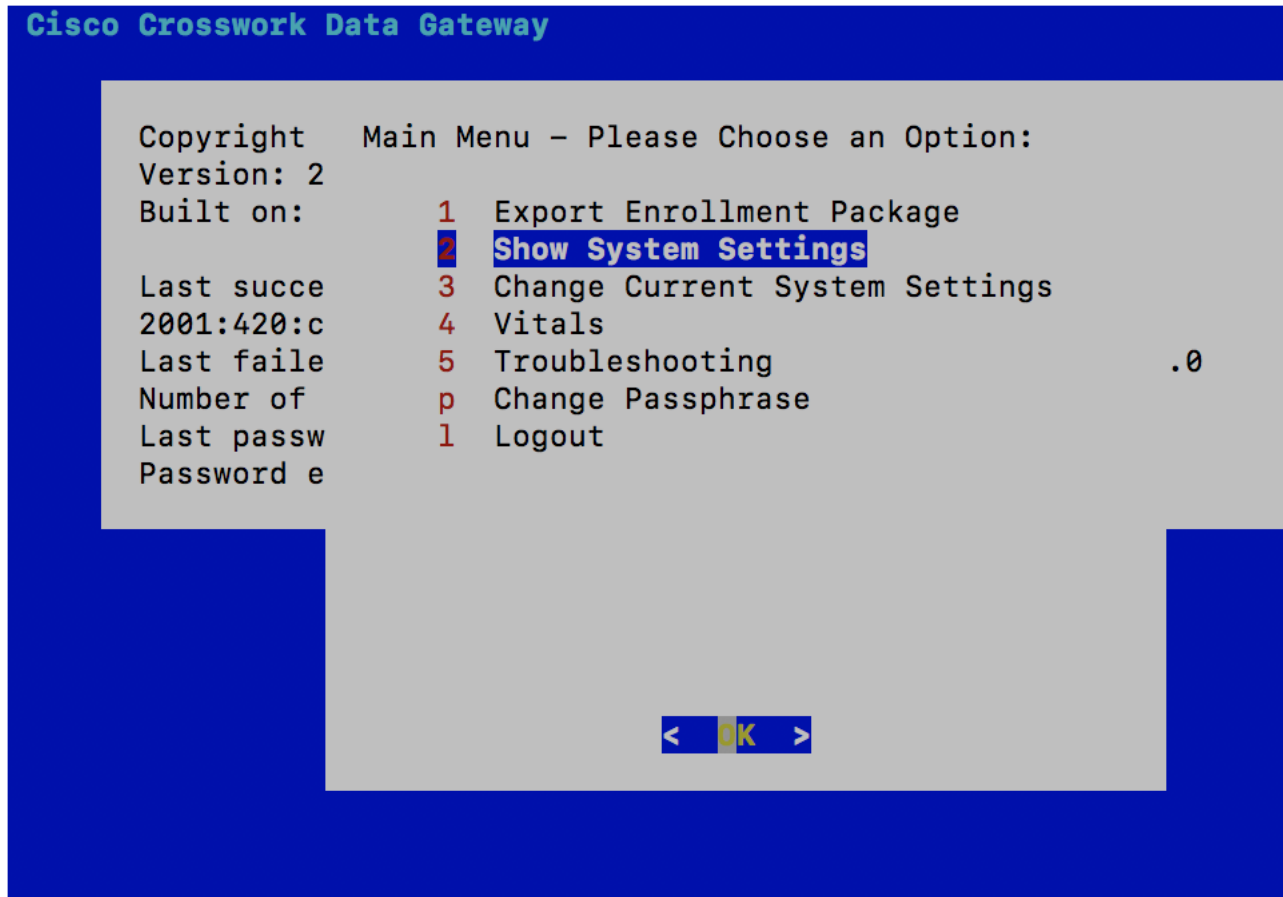 Cisco Crosswork Data Gateway
Copyright
Version: 2
Built on:
Last succe
2001:420:c
Last faile
.0
Number of
Last passw
Password e
Main Menu – Please Choose an Option:
1 Export Enrollment Package
2 Show System Settings
3 Change Current System Settings
4 Vitals
5 Troubleshooting
p Change Passphrase
l Logout
< OK >